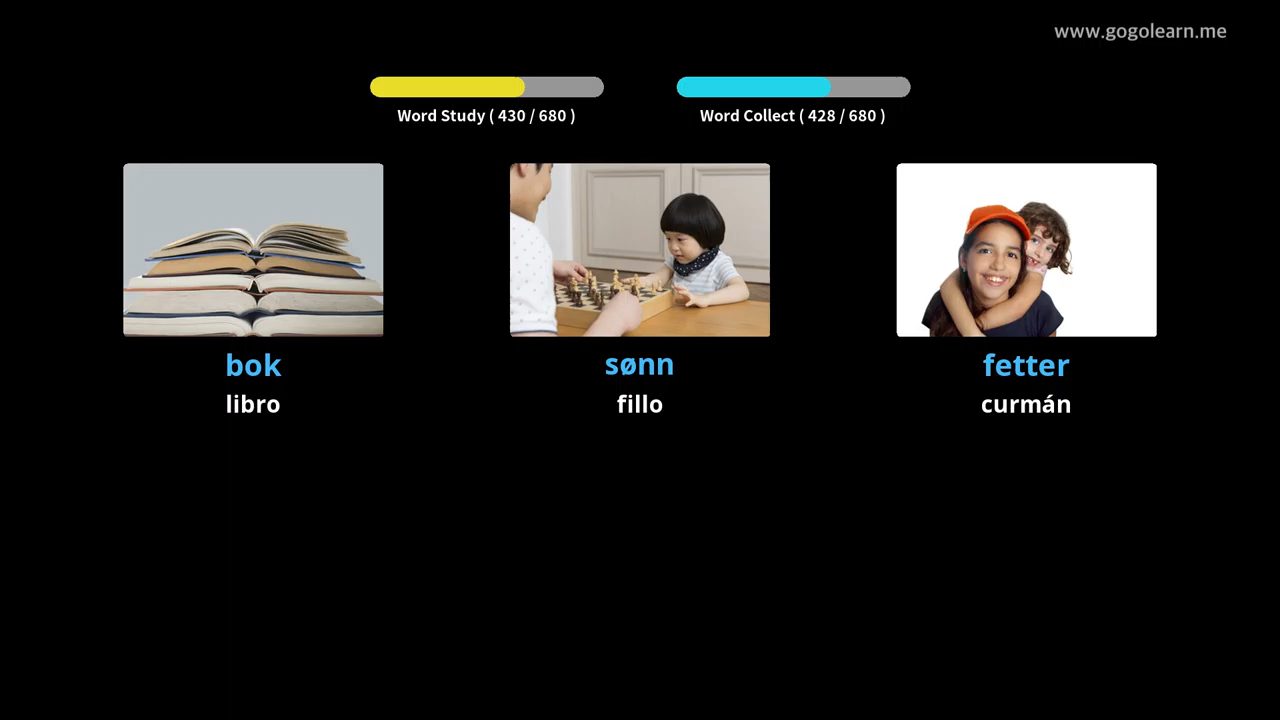 www.gogolearn.me
Word Study ( 430 / 680 )
Word Collect ( 428 / 680 )
bok
sønn
fetter
libro
fillo
curmán